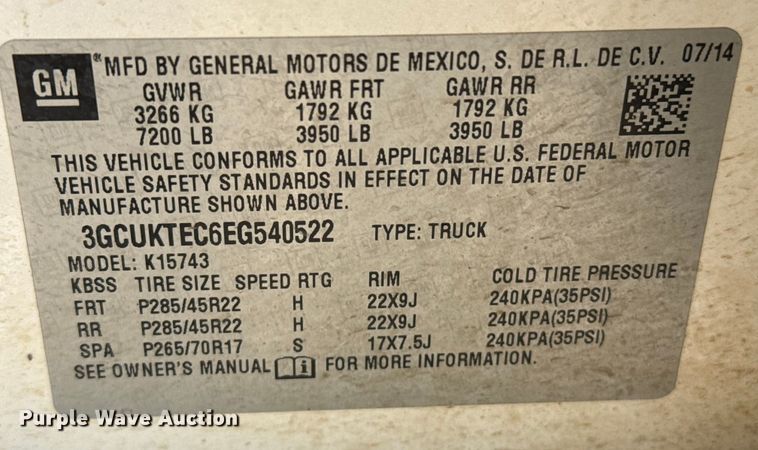 GM
®MFD BY GENERAL MOTORS DE MEXICO, S. DE R.L. DE C.V. 07/14
GVWR GAWR FRT GAWR RR
3266 KG 1792 KG 1792 KG
7200 LB 3950 LB 3950 LB
THIS VEHICLE CONFORMS TO ALL APPLICABLE U.S. FEDERAL MOTOR
VEHICLE SAFETY STANDARDS IN EFFECT ON THE DATE OF
MANUFACTURE SHOWN ABOVE.
3GCUKTEC6EG540522 TYPE: TRUCK
MODEL: K15743
KBSS TIRE SIZE SPEED RTG RIM COLD TIRE PRESSURE
FRT P285/45R22 H 22X9J 240KPA(35PSI)
RR P285/45R22 H 22X9J 240KPA(35PSI)
SPA P265/70R17 S 17X7.5J 240KPA(35PSI)
SEE OWNER'S MANUAL FOR MORE INFORMATION.
Purple Wave Auction